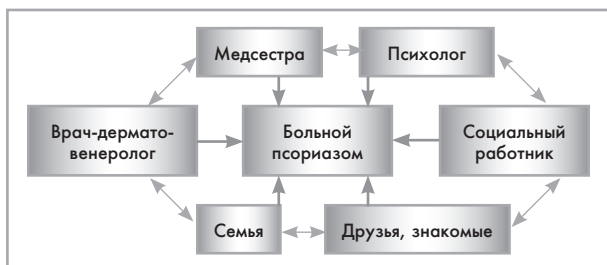 Медсестра
Психолог
Врач-дермато-
венеролог
Больной
псориазом
Социальный
работник
Семья
Друзья, знакомые